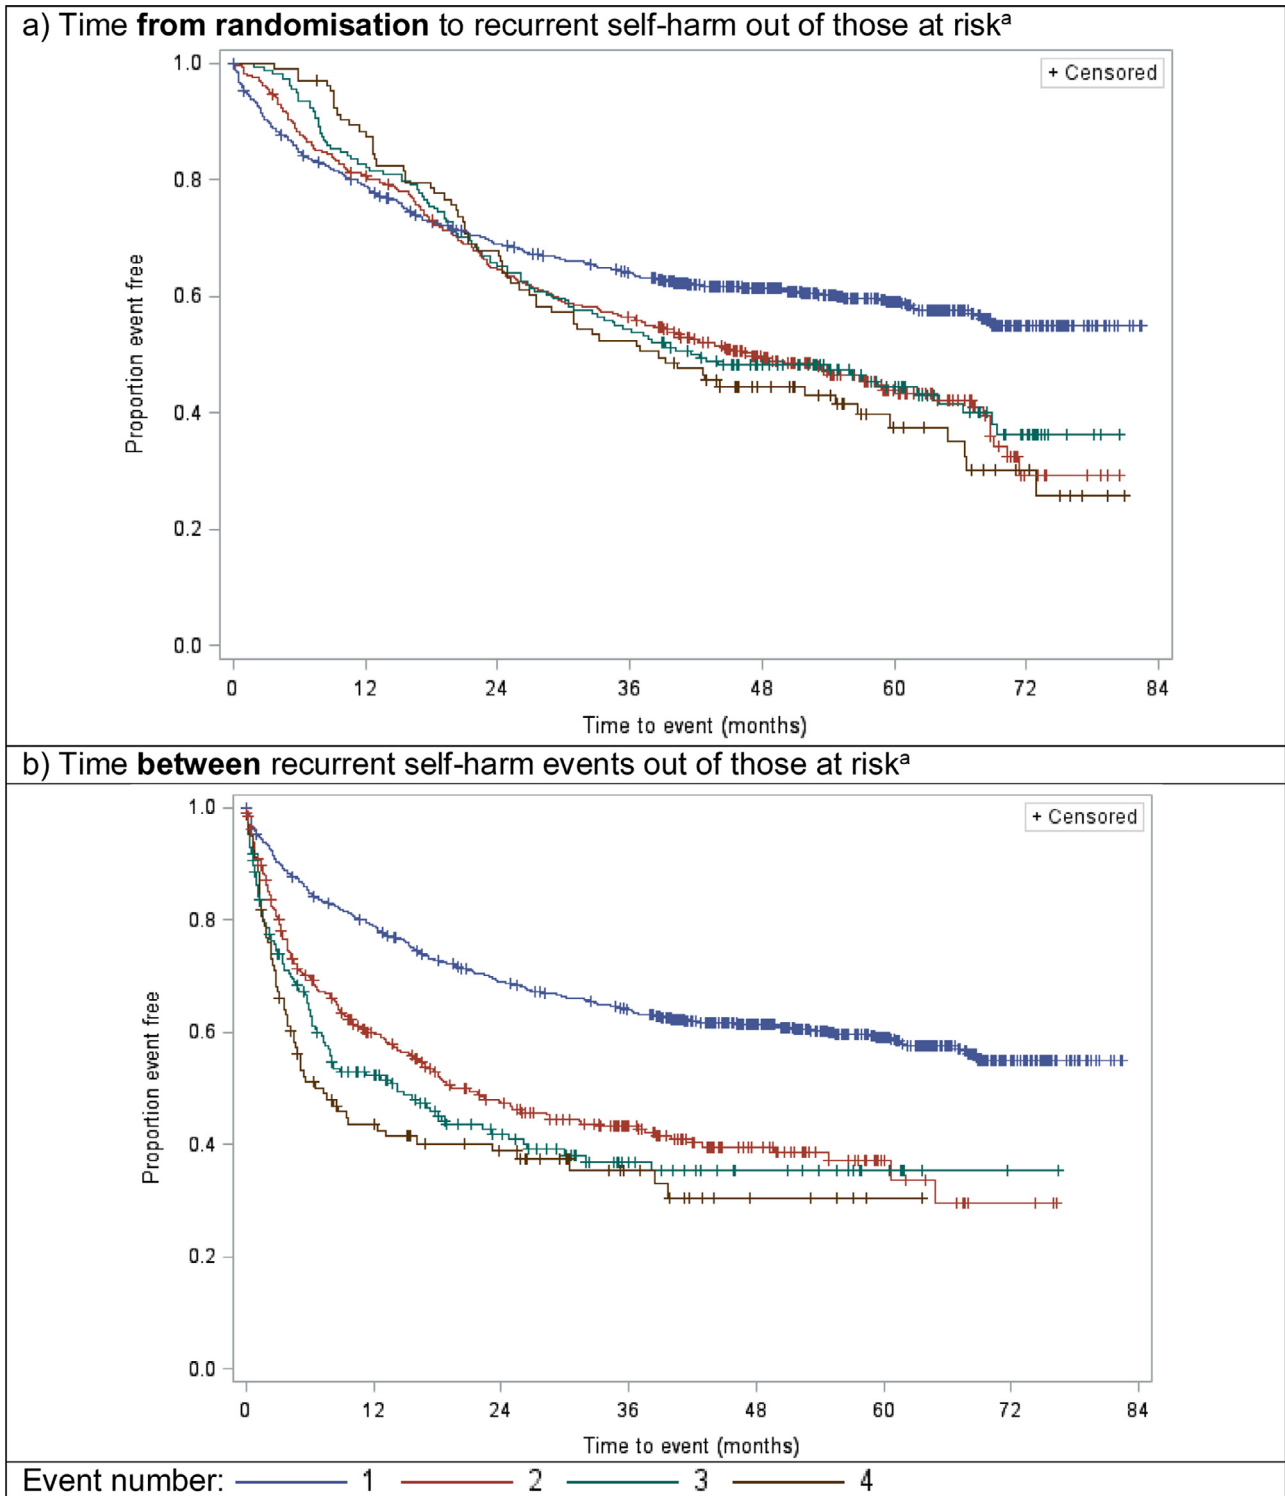 a) Time from randomisation to recurrent self-harm out of those at riskᵃ
+ Censored
1.0
0.8
0.6
0.4
0.2
0.0
Proportion event free
0 12 24 36 48 60 72 84
Time to event (months)
b) Time between recurrent self-harm events out of those at riskᵃ
+ Censored
1.0
0.8
0.6
0.4
0.2
0.0
Proportion event free
0 12 24 36 48 60 72 84
Time to event (months)
Event number: 1 2 3 4